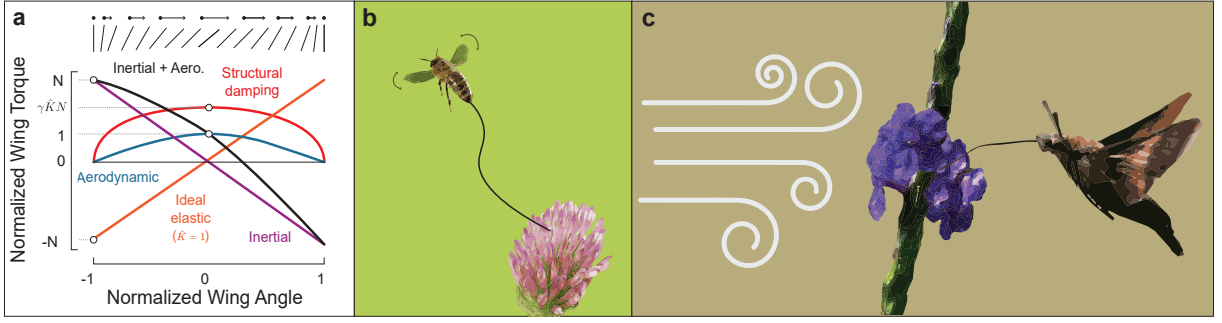 a
b
c
N
Inertial + Aero.
Structural
damping
γK̂N
1
0
Aerodynamic
Ideal
elastic
(K̂ = 1)
Inertial
-N
-1
0
1
Normalized Wing Torque
Normalized Wing Angle